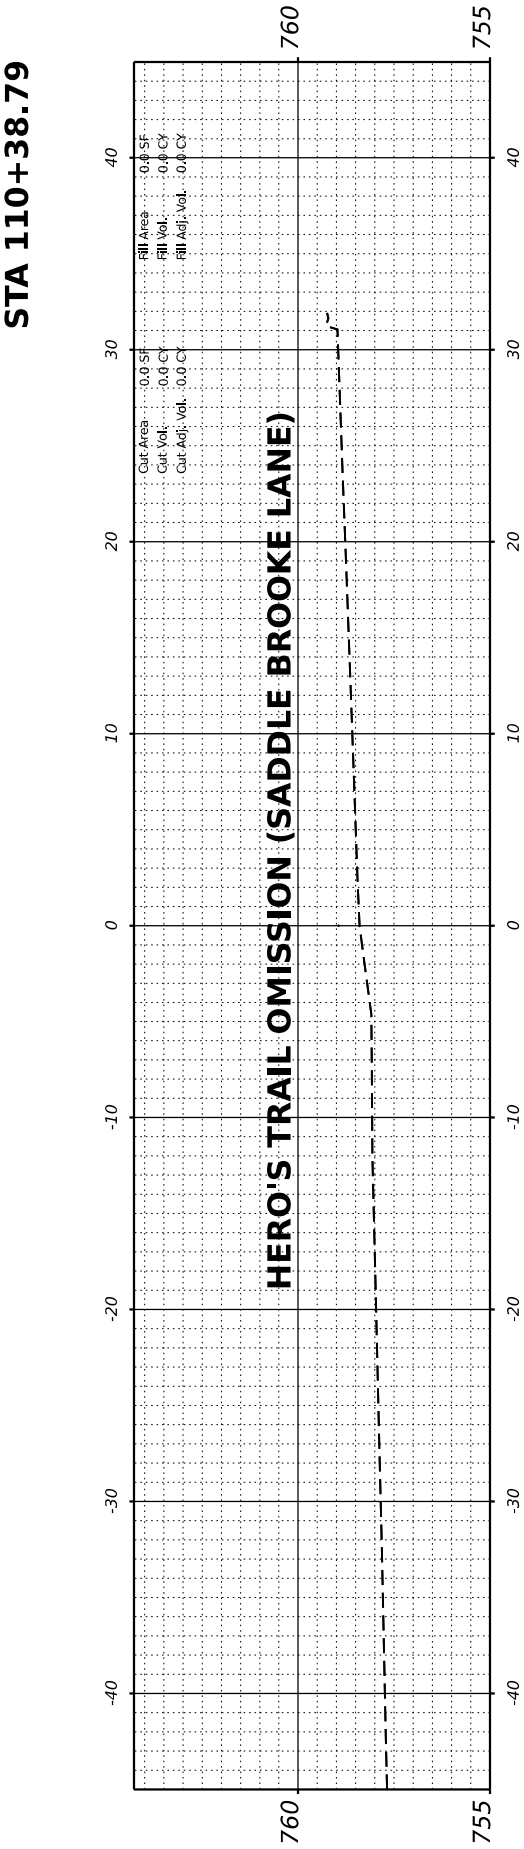 STA 110+38.79
Cut Area 0.0 SF Fill Area 0.0 SF
Cut Vol. 0.0 CY Fill Vol. 0.0 CY
Cut Adj. Vol. 0.0 CY Fill Adj. Vol. 0.0 CY
-40 -30 -20 -10 0 10 20 30 40
HERO'S TRAIL OMISSION (SADDLE BROOKE LANE)
760 760
755 755
-40 -30 -20 -10 0 10 20 30 40